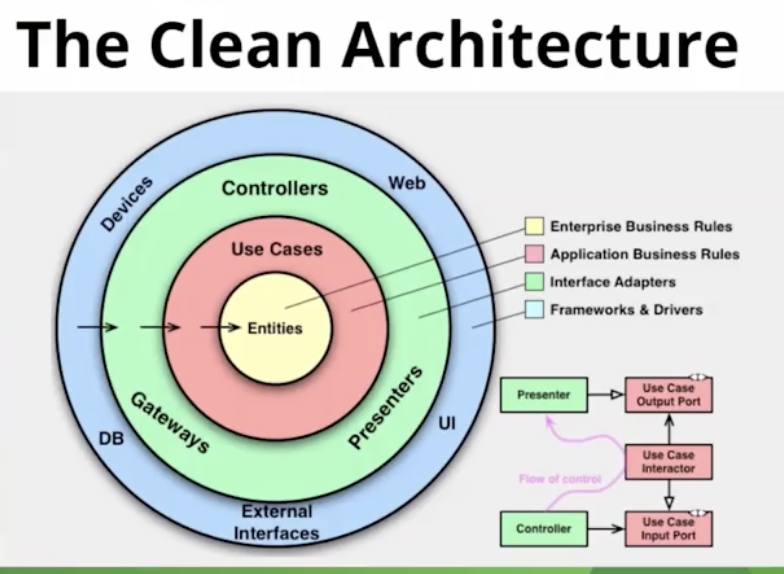 The Clean Architecture
Devices
Web
Controllers
Use Cases
Entities
Gateways
Presenters
DB
UI
External
Interfaces
Enterprise Business Rules
Application Business Rules
Interface Adapters
Frameworks & Drivers
Presenter
Use Case
Output Port
Use Case
Interactor
Flow of control
Controller
Use Case
Input Port